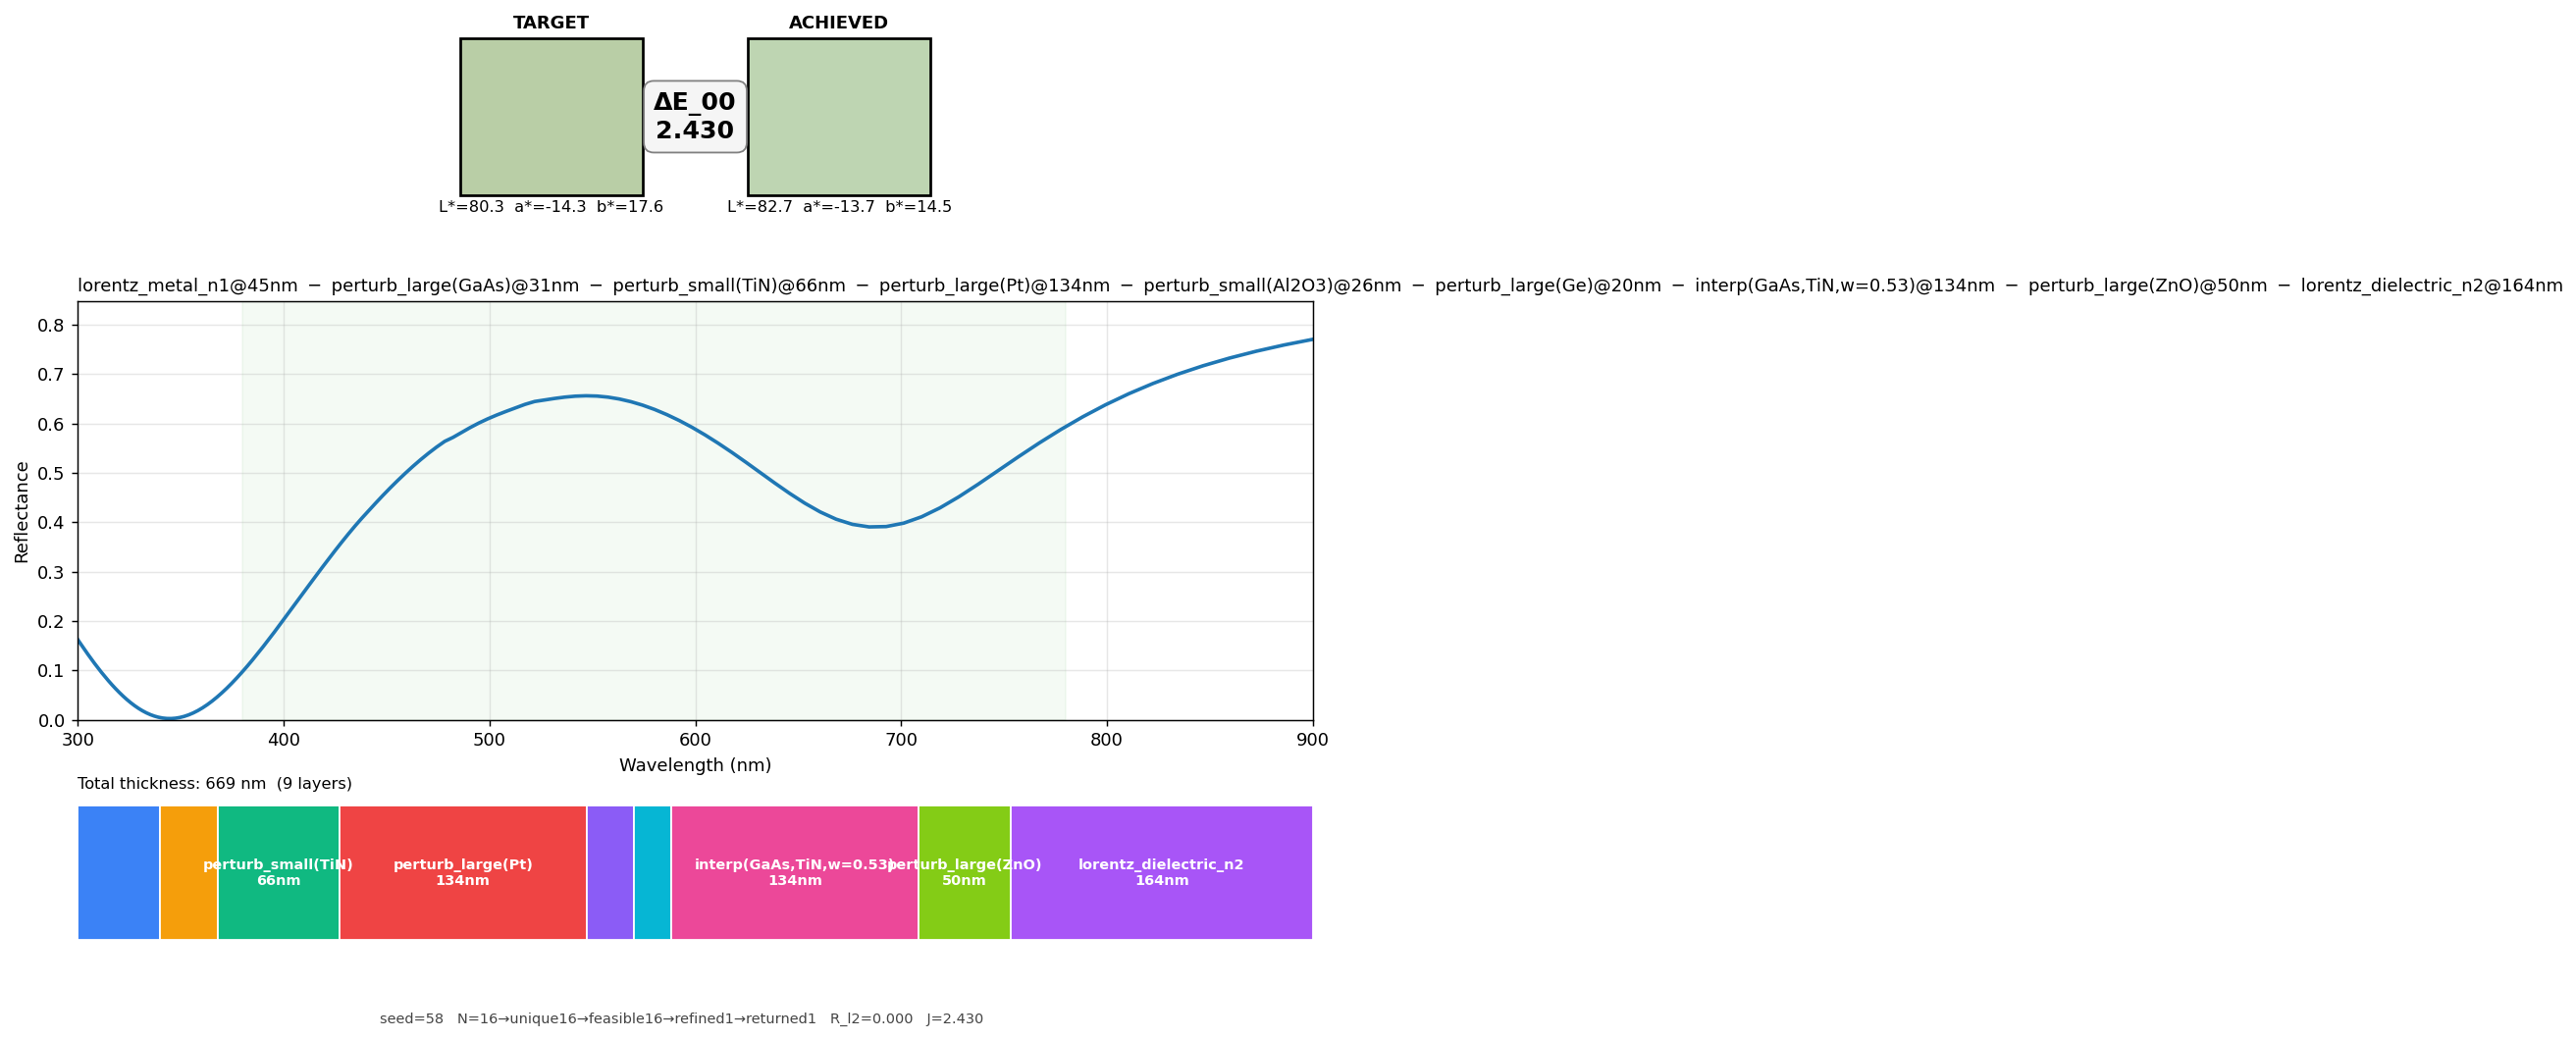 TARGET
ACHIEVED
ΔE_00
2.430
L*=80.3 a*=-14.3 b*=17.6
L*=82.7 a*=-13.7 b*=14.5
lorentz_metal_n1@45nm − perturb_large(GaAs)@31nm − perturb_small(TiN)@66nm − perturb_large(Pt)@134nm − perturb_small(Al2O3)@26nm − perturb_large(Ge)@20nm − interp(GaAs,TiN,w=0.53)@134nm − perturb_large(ZnO)@50nm − lorentz_dielectric_n2@164nm
0.8
0.7
0.6
0.5
0.4
0.3
0.2
0.1
0.0
Reflectance
300 400 500 600 700 800 900
Wavelength (nm)
Total thickness: 669 nm (9 layers)
perturb_small(TiN)
66nm
perturb_large(Pt)
134nm
interp(GaAs,TiN,w=0.53)
134nm
perturb_large(ZnO)
50nm
lorentz_dielectric_n2
164nm
seed=58 N=16→unique16→feasible16→refined1→returned1 R_l2=0.000 J=2.430